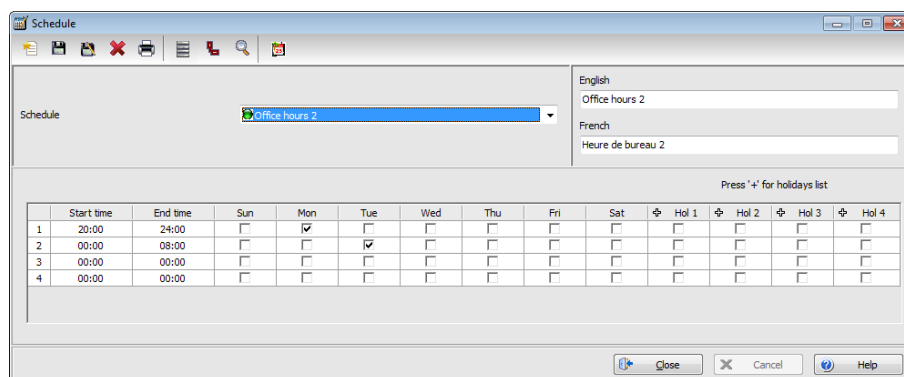 Schedule
English
Office hours 2
Schedule
Office hours 2
French
Heure de bureau 2
Press '+' for holidays list
Start time End time Sun Mon Tue Wed Thu Fri Sat Hol 1 Hol 2 Hol 3 Hol 4
1 20:00 24:00
2 00:00 08:00
3 00:00 00:00
4 00:00 00:00
Close Cancel Help